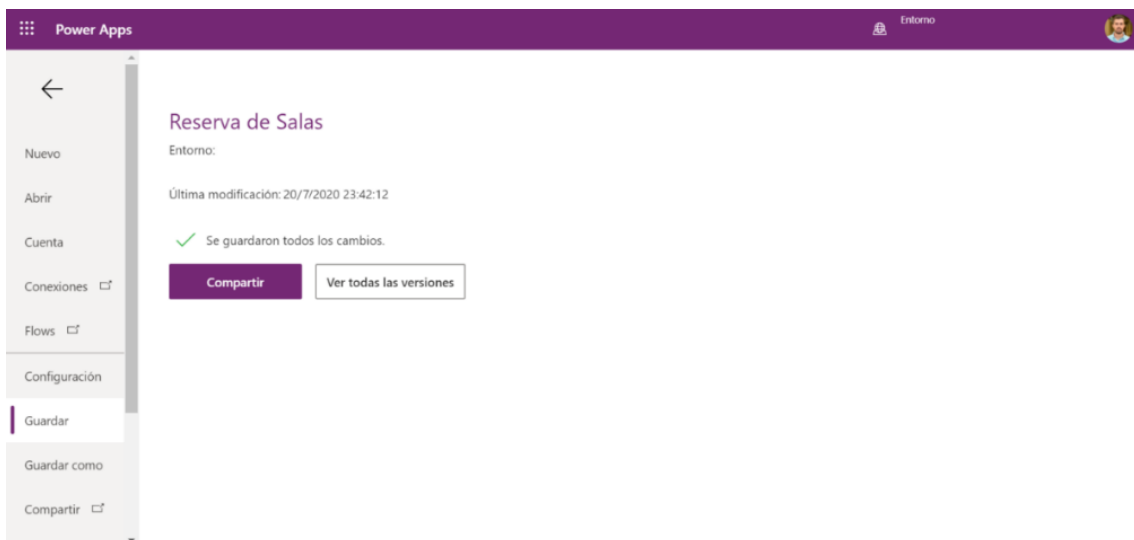 Power Apps
Entorno
Nuevo
Abrir
Cuenta
Conexiones
Flows
Configuración
Guardar
Guardar como
Compartir
Reserva de Salas
Entorno:
Última modificación: 20/7/2020 23:42:12
Se guardaron todos los cambios.
Compartir
Ver todas las versiones